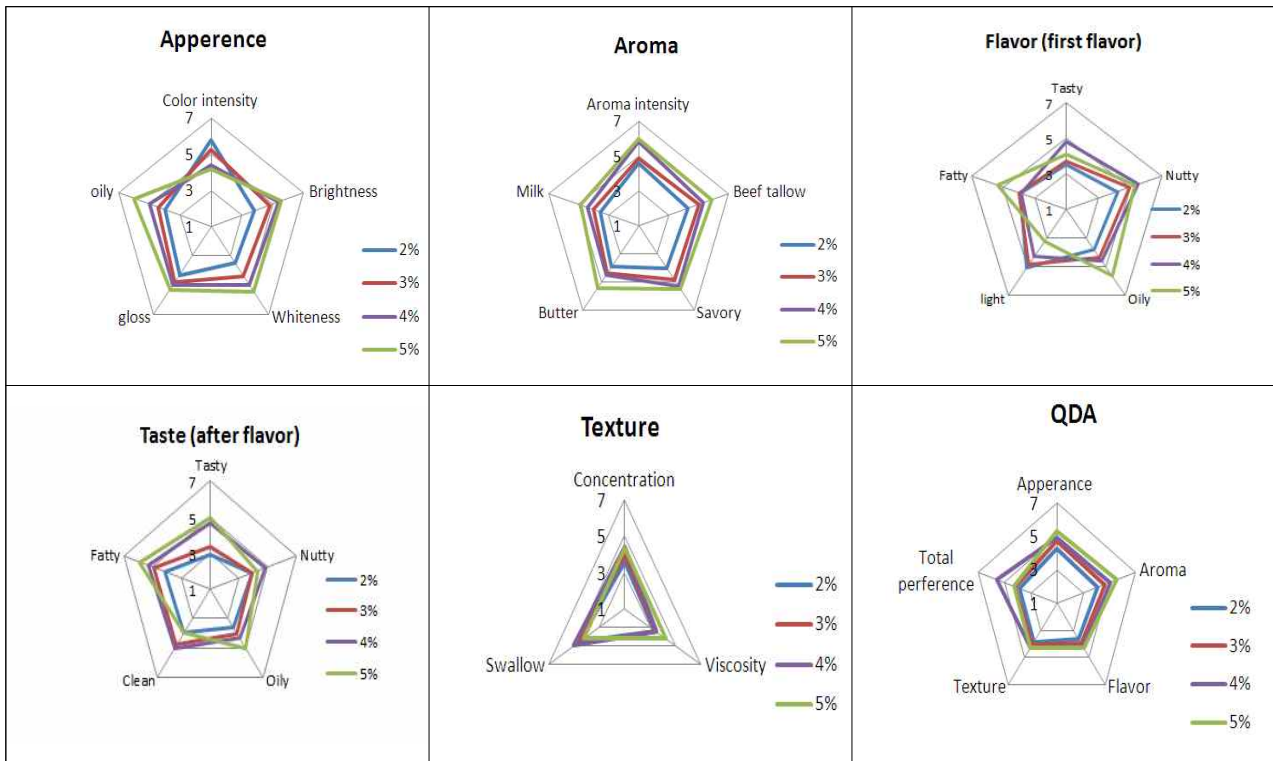 Apperence
Color intensity
7
5
3
1
Brightness
Whiteness
gloss
oily
2%
3%
4%
5%
Aroma
Aroma intensity
7
5
3
1
Beef tallow
Savory
Butter
Milk
2%
3%
4%
5%
Flavor (first flavor)
Tasty
7
5
3
1
Nutty
Oily
light
Fatty
2%
3%
4%
5%
Taste (after flavor)
Tasty
7
5
3
1
Nutty
Oily
Clean
Fatty
2%
3%
4%
5%
Texture
Concentration
7
5
3
1
Viscosity
Swallow
2%
3%
4%
5%
QDA
Apperance
7
5
3
1
Aroma
Flavor
Texture
Total
perference
2%
3%
4%
5%